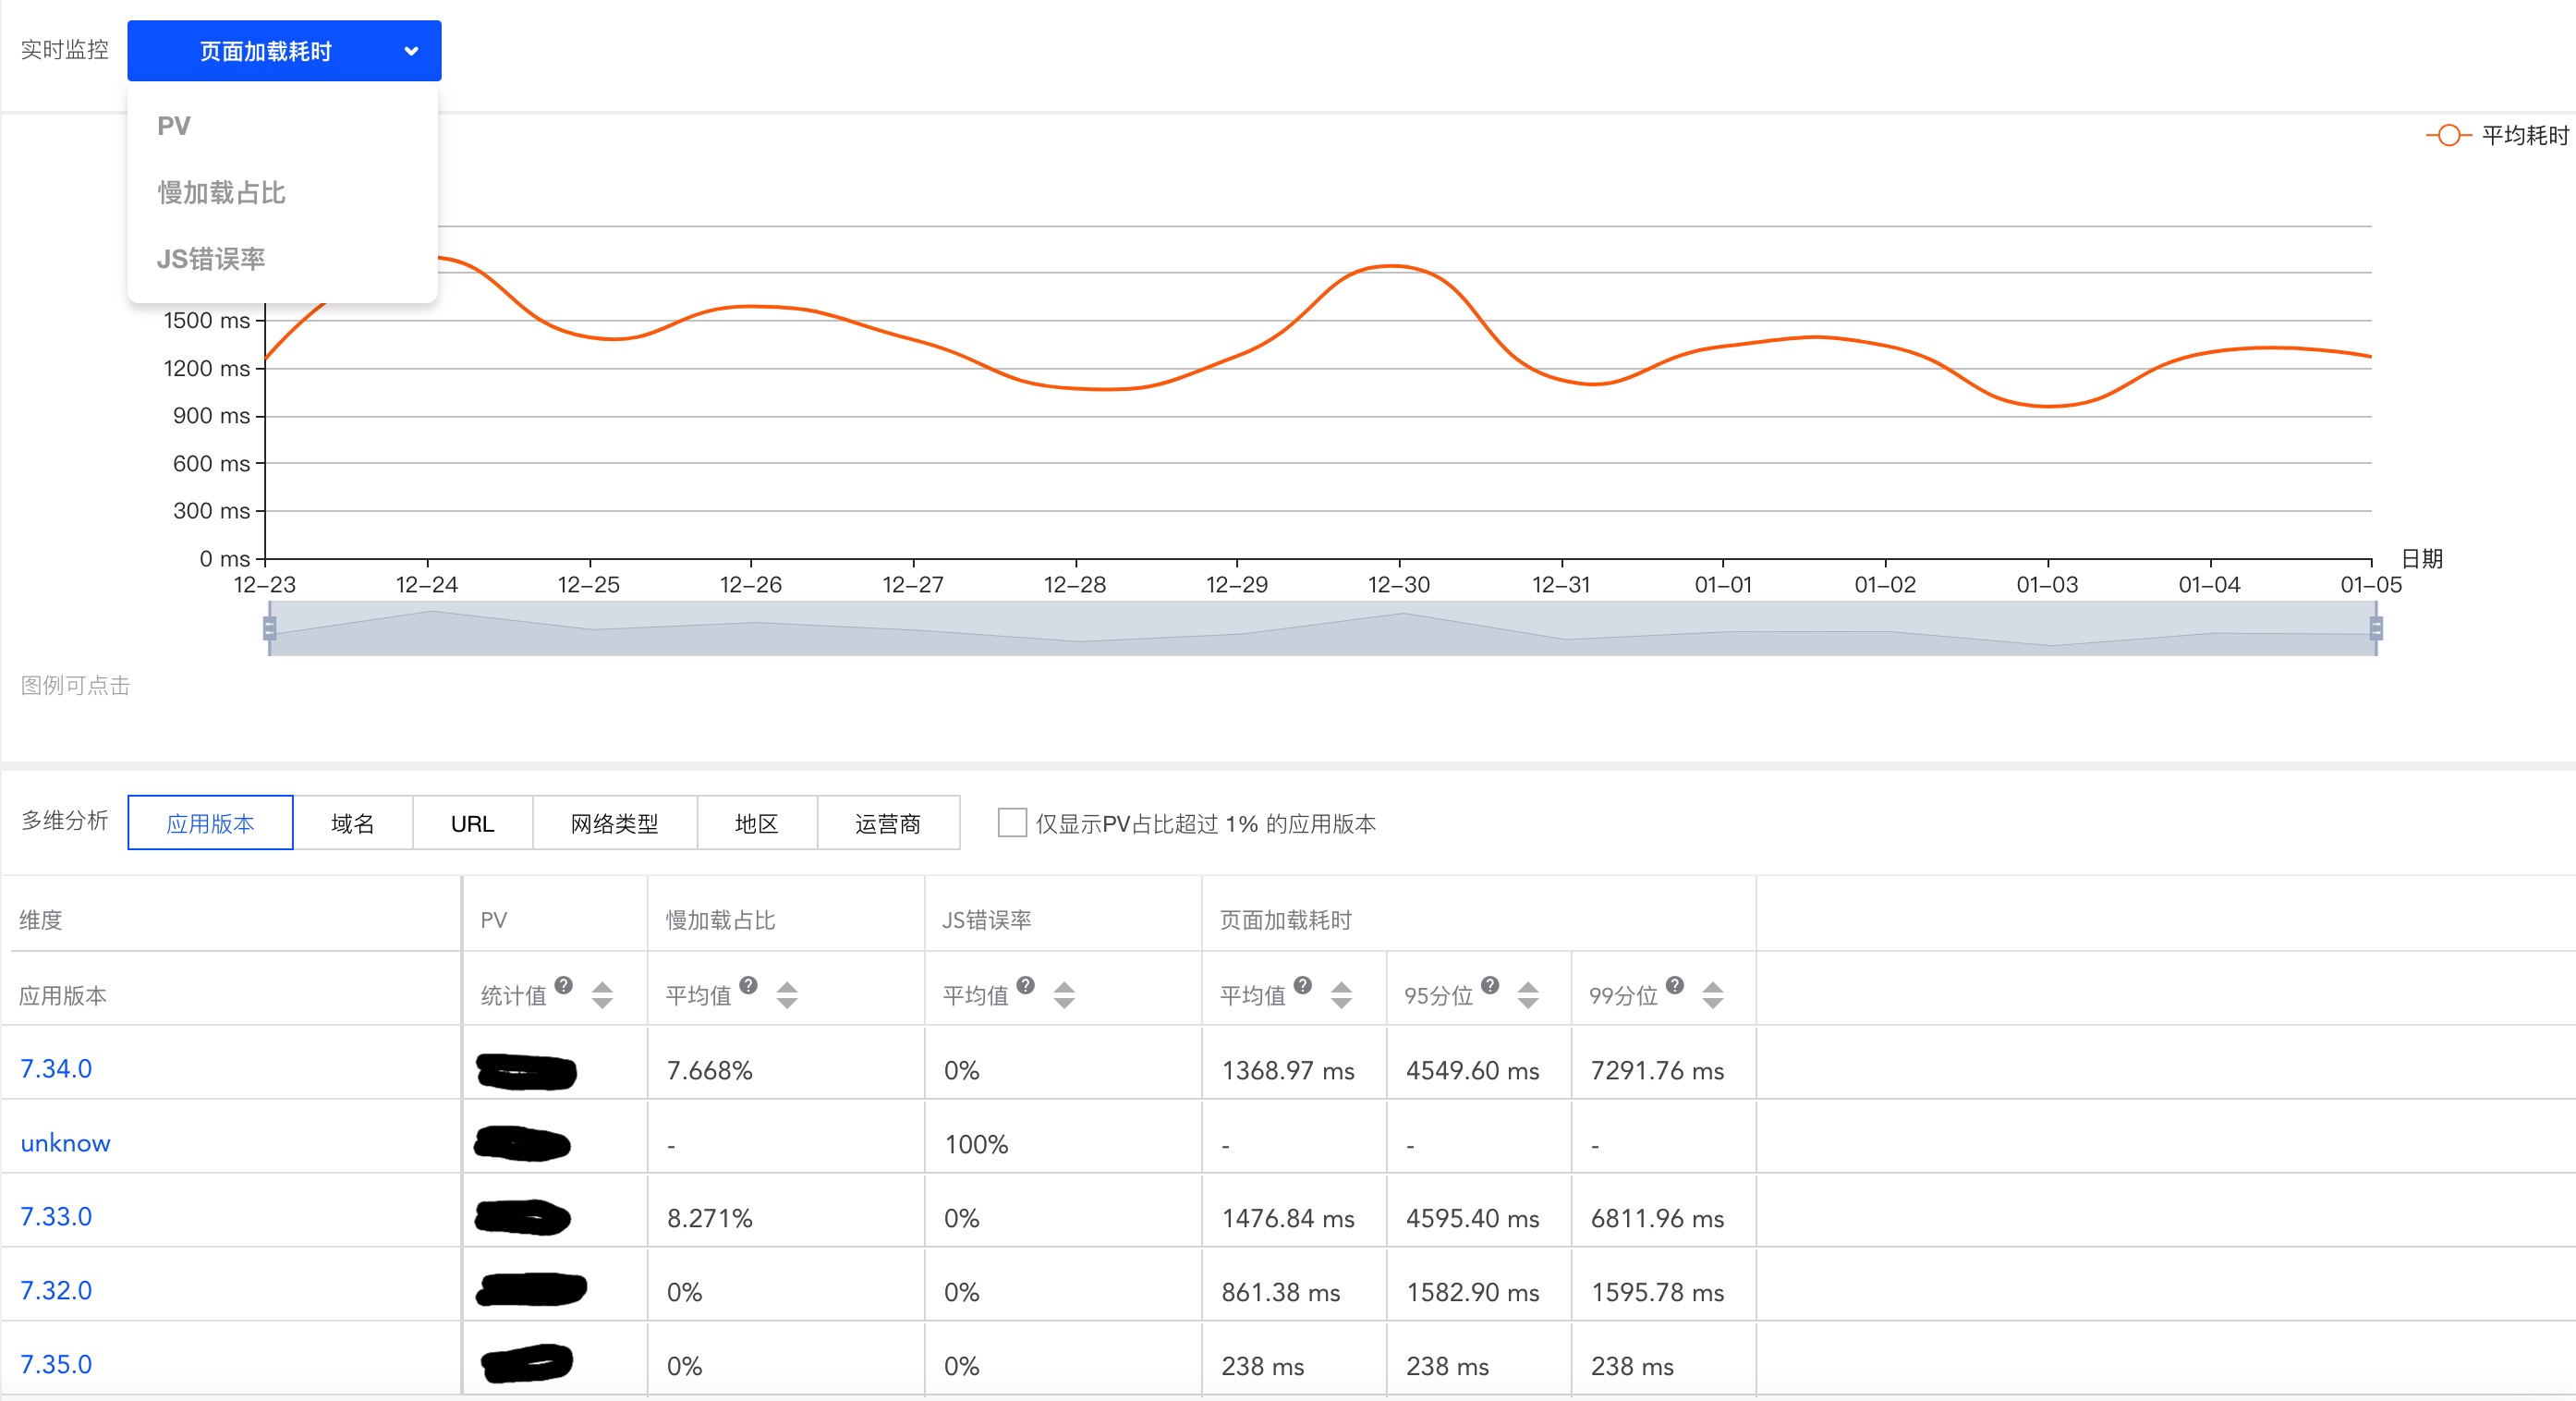 实时监控 页面加载耗时
PV
慢加载占比
JS错误率
平均耗时
1500 ms
1200 ms
900 ms
600 ms
300 ms
0 ms
日期
12-23 12-24 12-25 12-26 12-27 12-28 12-29 12-30 12-31 01-01 01-02 01-03 01-04 01-05
图例可点击
多维分析 应用版本 域名 URL 网络类型 地区 运营商 仅显示PV占比超过 1% 的应用版本
维度 PV 慢加载占比 JS错误率 页面加载耗时
应用版本 统计值 ? 平均值 ? 平均值 ? 平均值 ? 95分位 ? 99分位 ?
7.34.0 7.668% 0% 1368.97 ms 4549.60 ms 7291.76 ms
unknow - 100% - - -
7.33.0 8.271% 0% 1476.84 ms 4595.40 ms 6811.96 ms
7.32.0 0% 0% 861.38 ms 1582.90 ms 1595.78 ms
7.35.0 0% 0% 238 ms 238 ms 238 ms